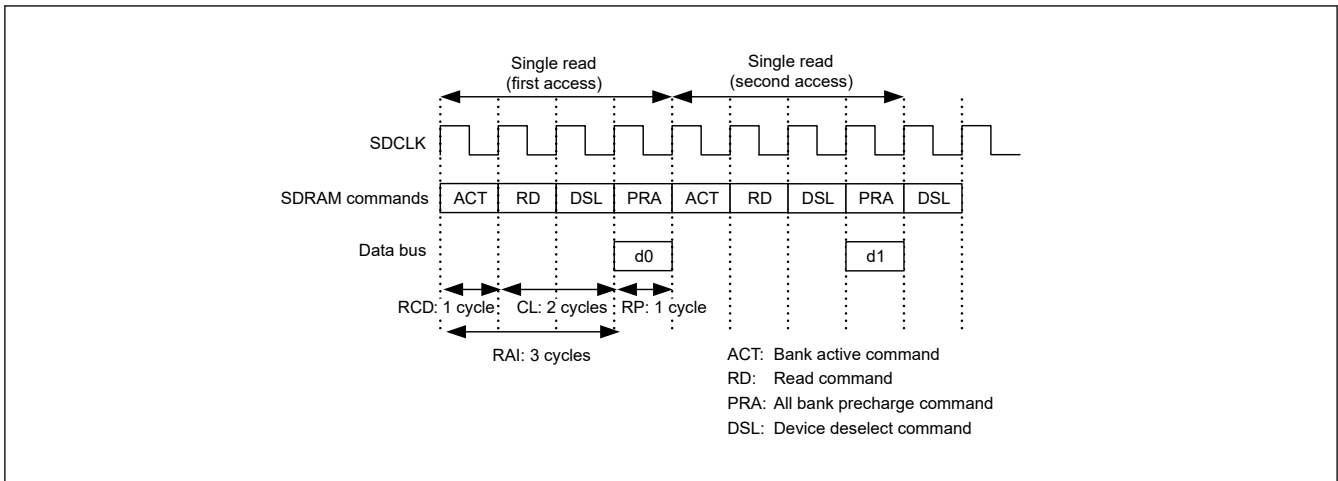 Single read
(first access)
Single read
(second access)
SDCLK
SDRAM commands ACT RD DSL PRA ACT RD DSL PRA DSL
Data bus d0 d1
RCD: 1 cycle CL: 2 cycles RP: 1 cycle
RAI: 3 cycles
ACT: Bank active command
RD: Read command
PRA: All bank precharge command
DSL: Device deselect command